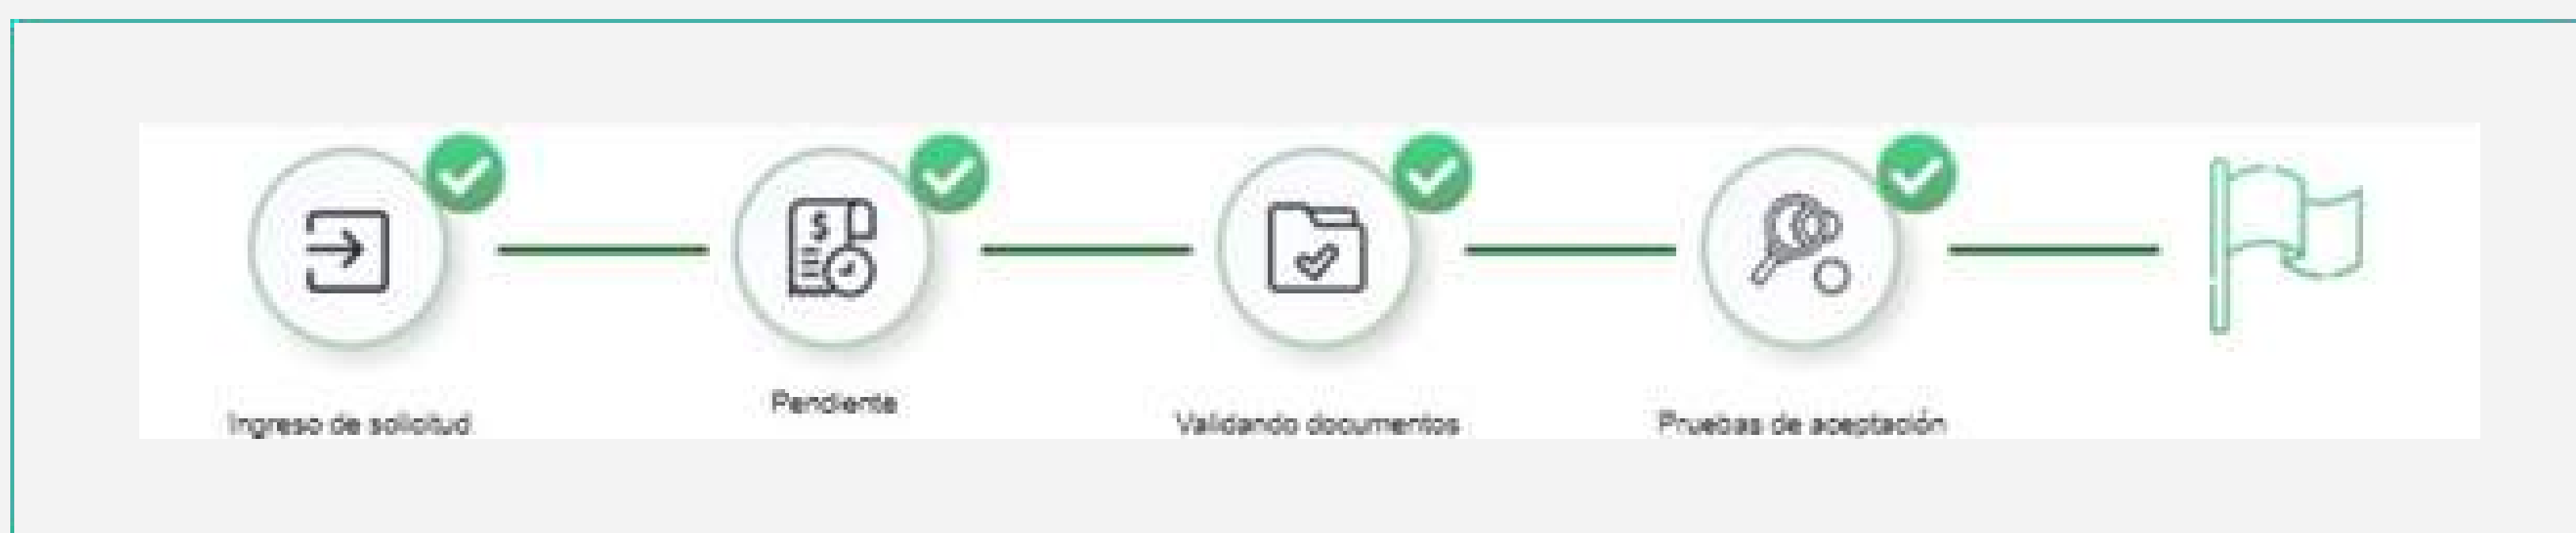 Ingreso de solicitud
Pendiente
Validando documentos
Pruebas de aceptación